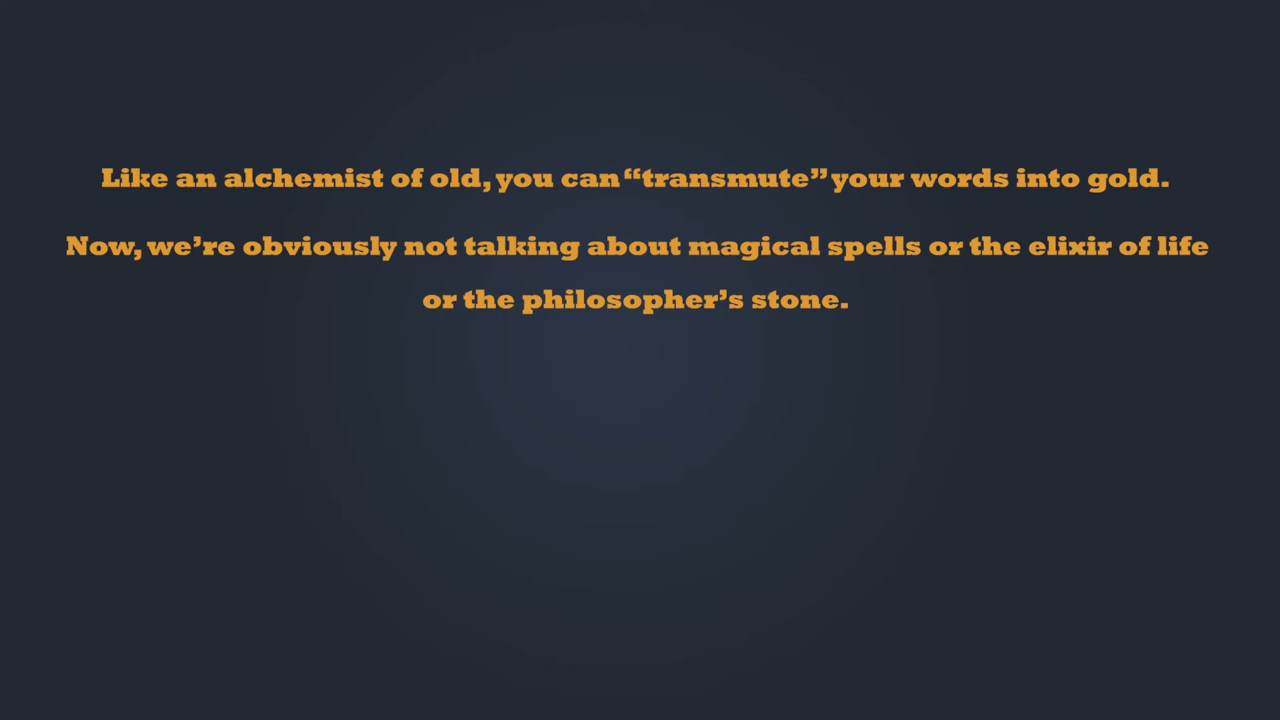 Like an alchemist of old, you can “transmute” your words into gold.
Now, we’re obviously not talking about magical spells or the elixir of life
or the philosopher’s stone.